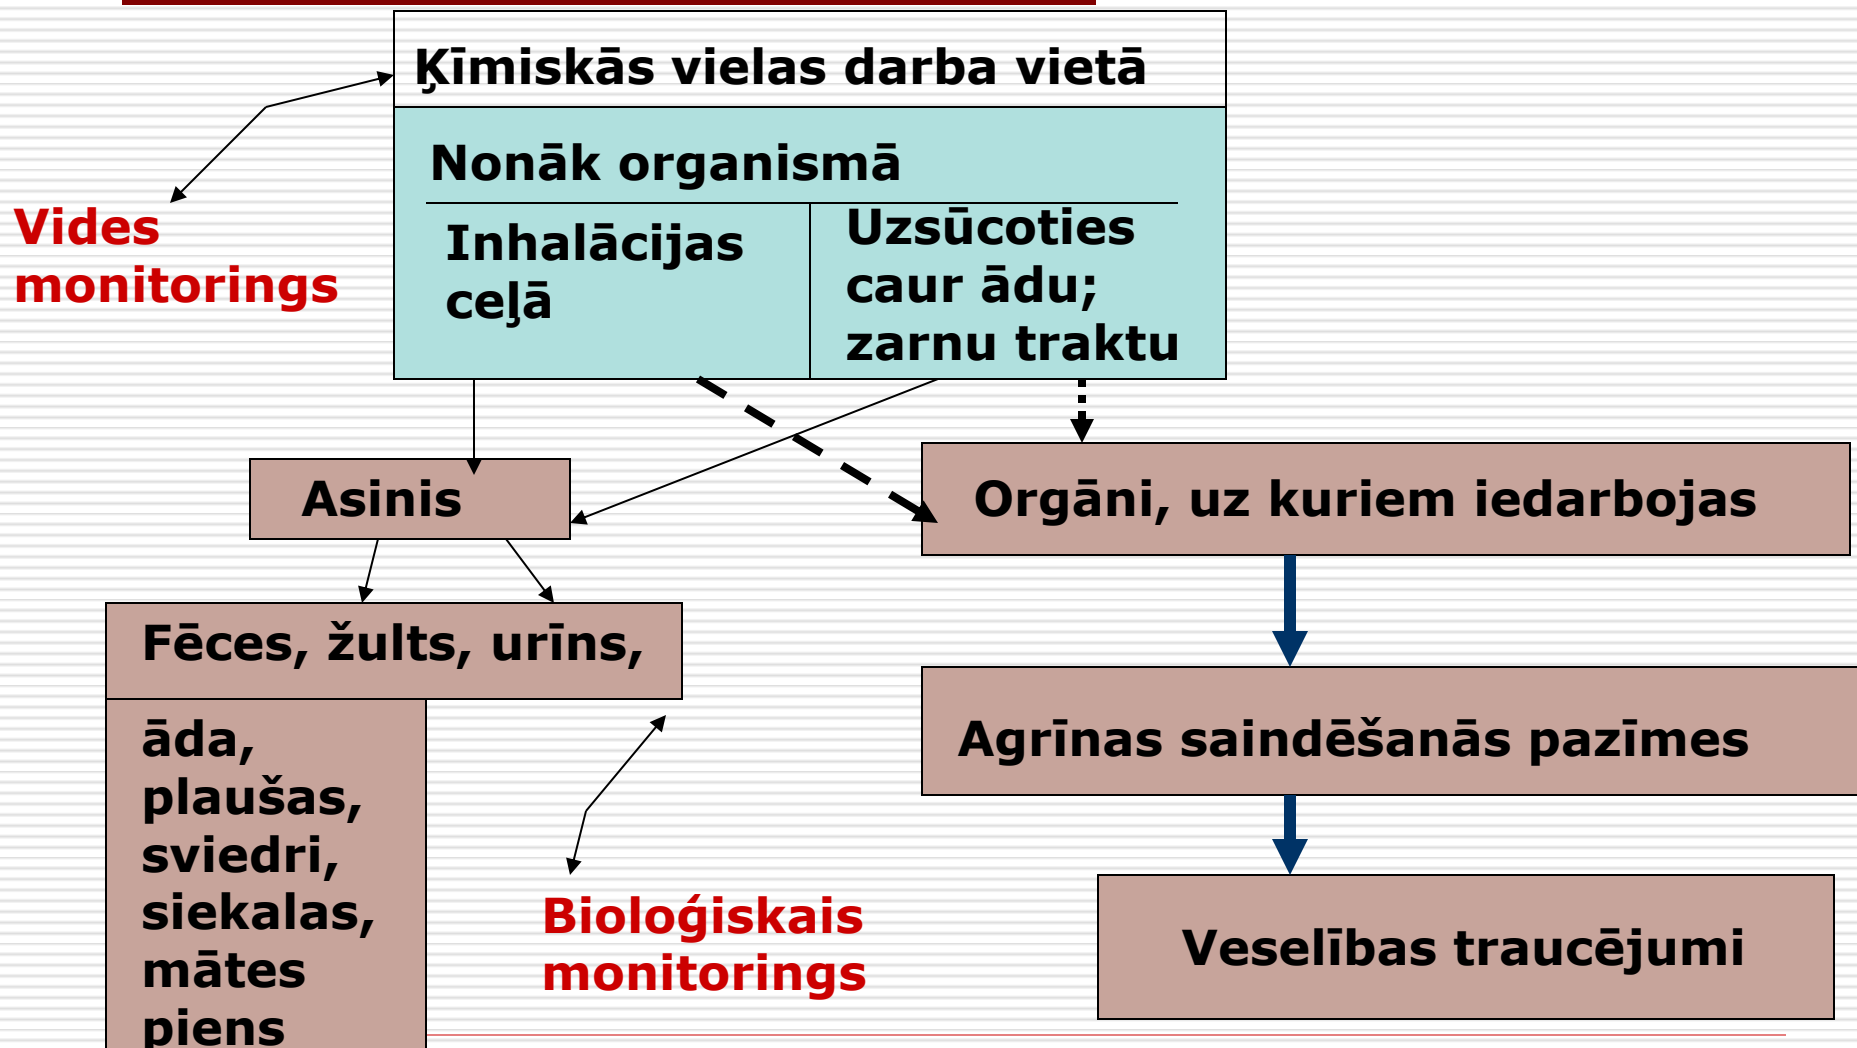 Ķīmiskās vielas darba vietā
Nonāk organismā
Vides
monitorings
Inhalācijas
ceļā
Uzsūcoties
caur ādu;
zarnu traktu
Asinis
Orgāni, uz kuriem iedarbojas
Fēces, žults, urīns,
āda,
plaušas,
sviedri,
siekalas,
mātes
piens
Agrīnas saindēšanās pazīmes
Bioloģiskais
monitorings
Veselības traucējumi